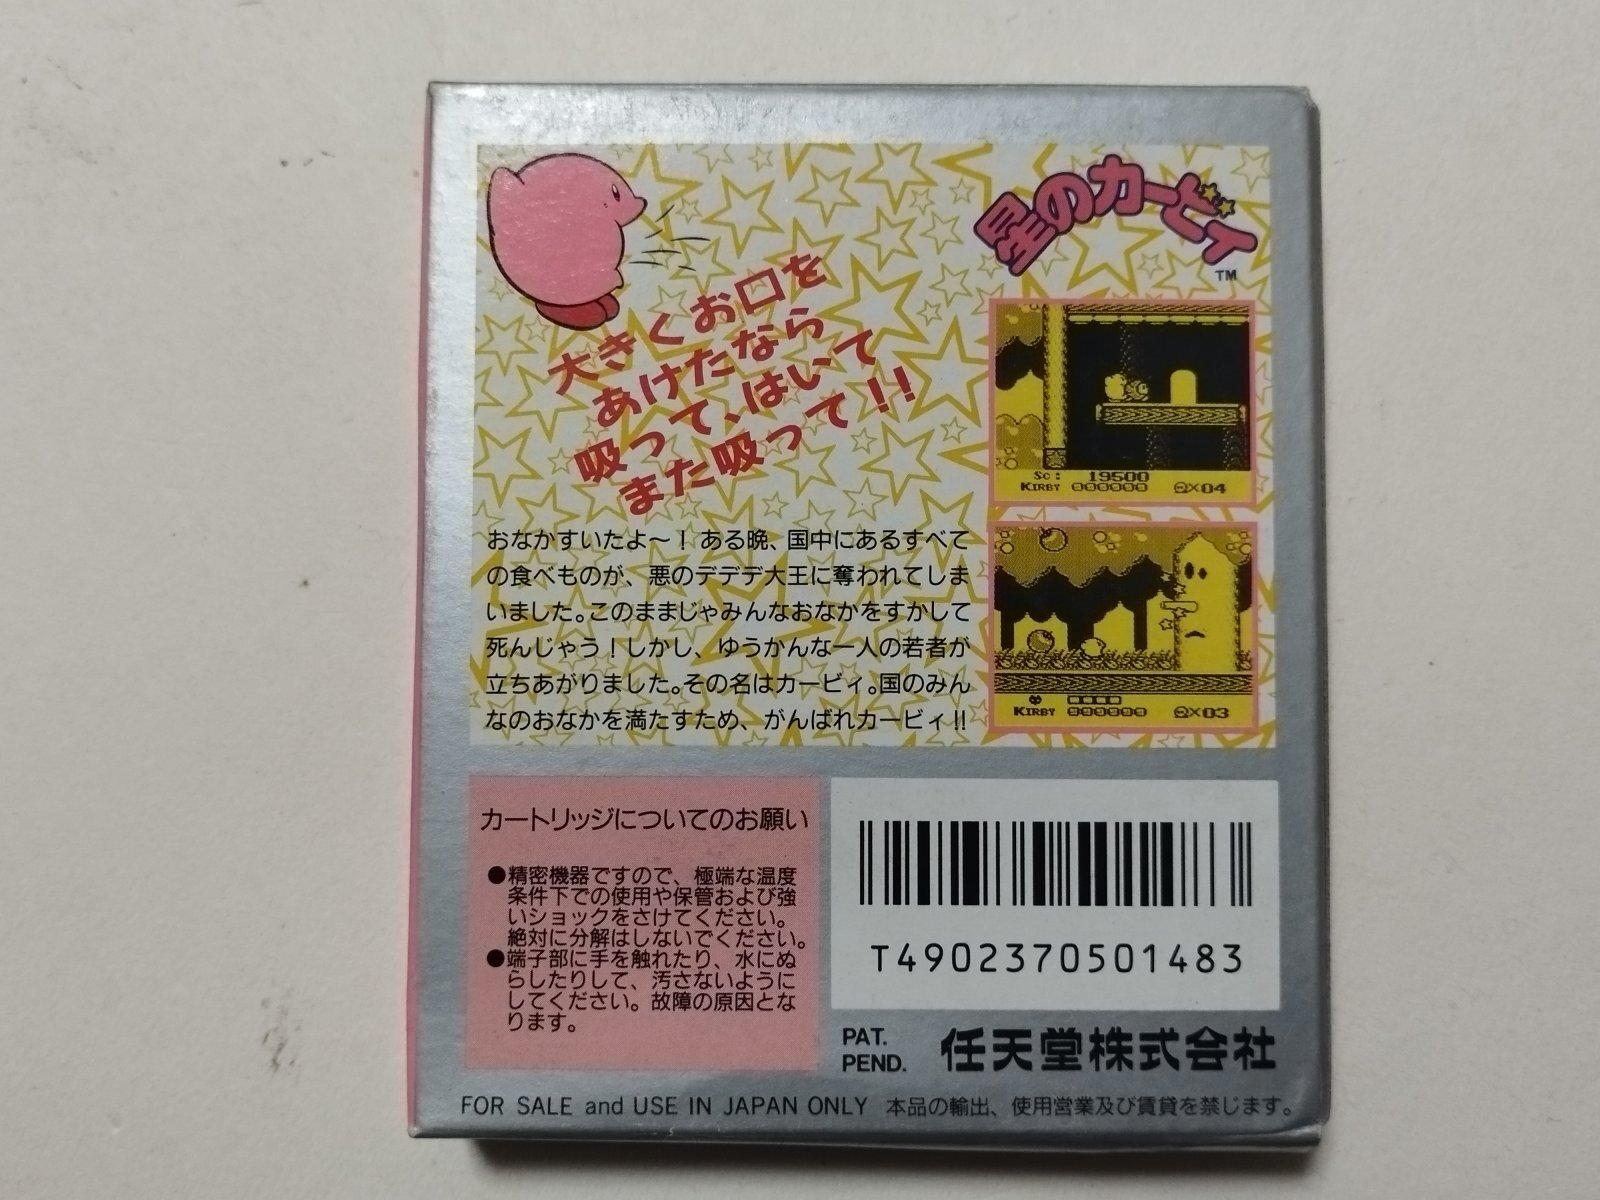 星のカービィ
TM
大きくお口を
あけたなら
吸って、はいて
また吸って!!
Sc: 19500
KIRBY ×04
KIRBY ×03
おなかすいたよ〜!ある晩、国中にあるすべて
の食べものが、悪のデデデ大王に奪われてしま
いました。このままじゃみんなおなかをすかして
死んじゃう!しかし、ゆうかんな一人の若者が
立ちあがりました。その名はカービィ。国のみん
なのおなかを満たすため、がんばれカービィ!!
カートリッジについてのお願い
●精密機器ですので、極端な温度
条件下での使用や保管および強
いショックをさけてください。
絶対に分解はしないでください。
●端子部に手を触れたり、水にぬ
らしたりして、汚さないように
してください。故障の原因とな
ります。
T4902370501483
PAT.
PEND.
任天堂株式会社
FOR SALE and USE IN JAPAN ONLY 本品の輸出、使用営業及び賃貸を禁じます。